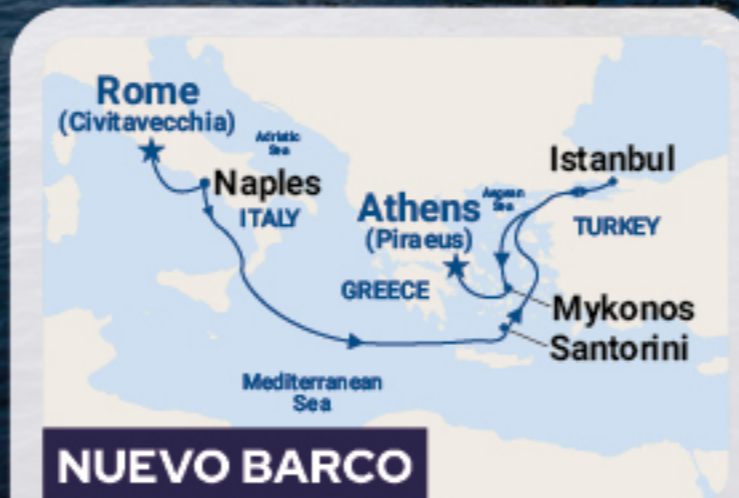 Rome
(Civitavecchia)
Adriatic
Sea
Naples
ITALY
Istanbul
Athens
(Piraeus)
Aegean
Sea
TURKEY
GREECE
Mykonos
Santorini
Mediterranean
Sea
NUEVO BARCO